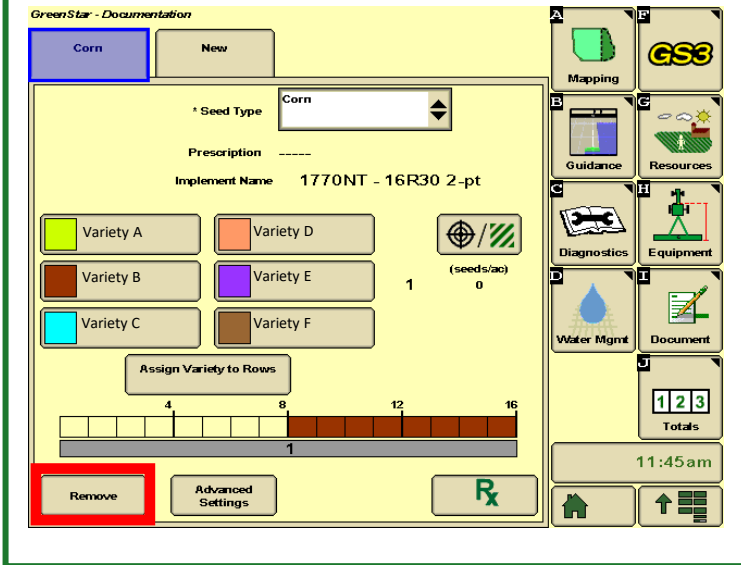 GreenStar - Documentation
Corn
New
* Seed Type
Corn
Prescription -----
Implement Name 1770NT - 16R30 2-pt
Variety A
Variety D
Variety B
Variety E
Variety C
Variety F
/
(seeds/ac)
1 0
Assign Variety to Rows
4 8 12 16
1
Remove
Advanced
Settings
Rx
A
Mapping
F
GS3
B
Guidance
G
Resources
C
Diagnostics
H
Equipment
D
Water Mgmt
I
Document
J
1 2 3
Totals
11:45am